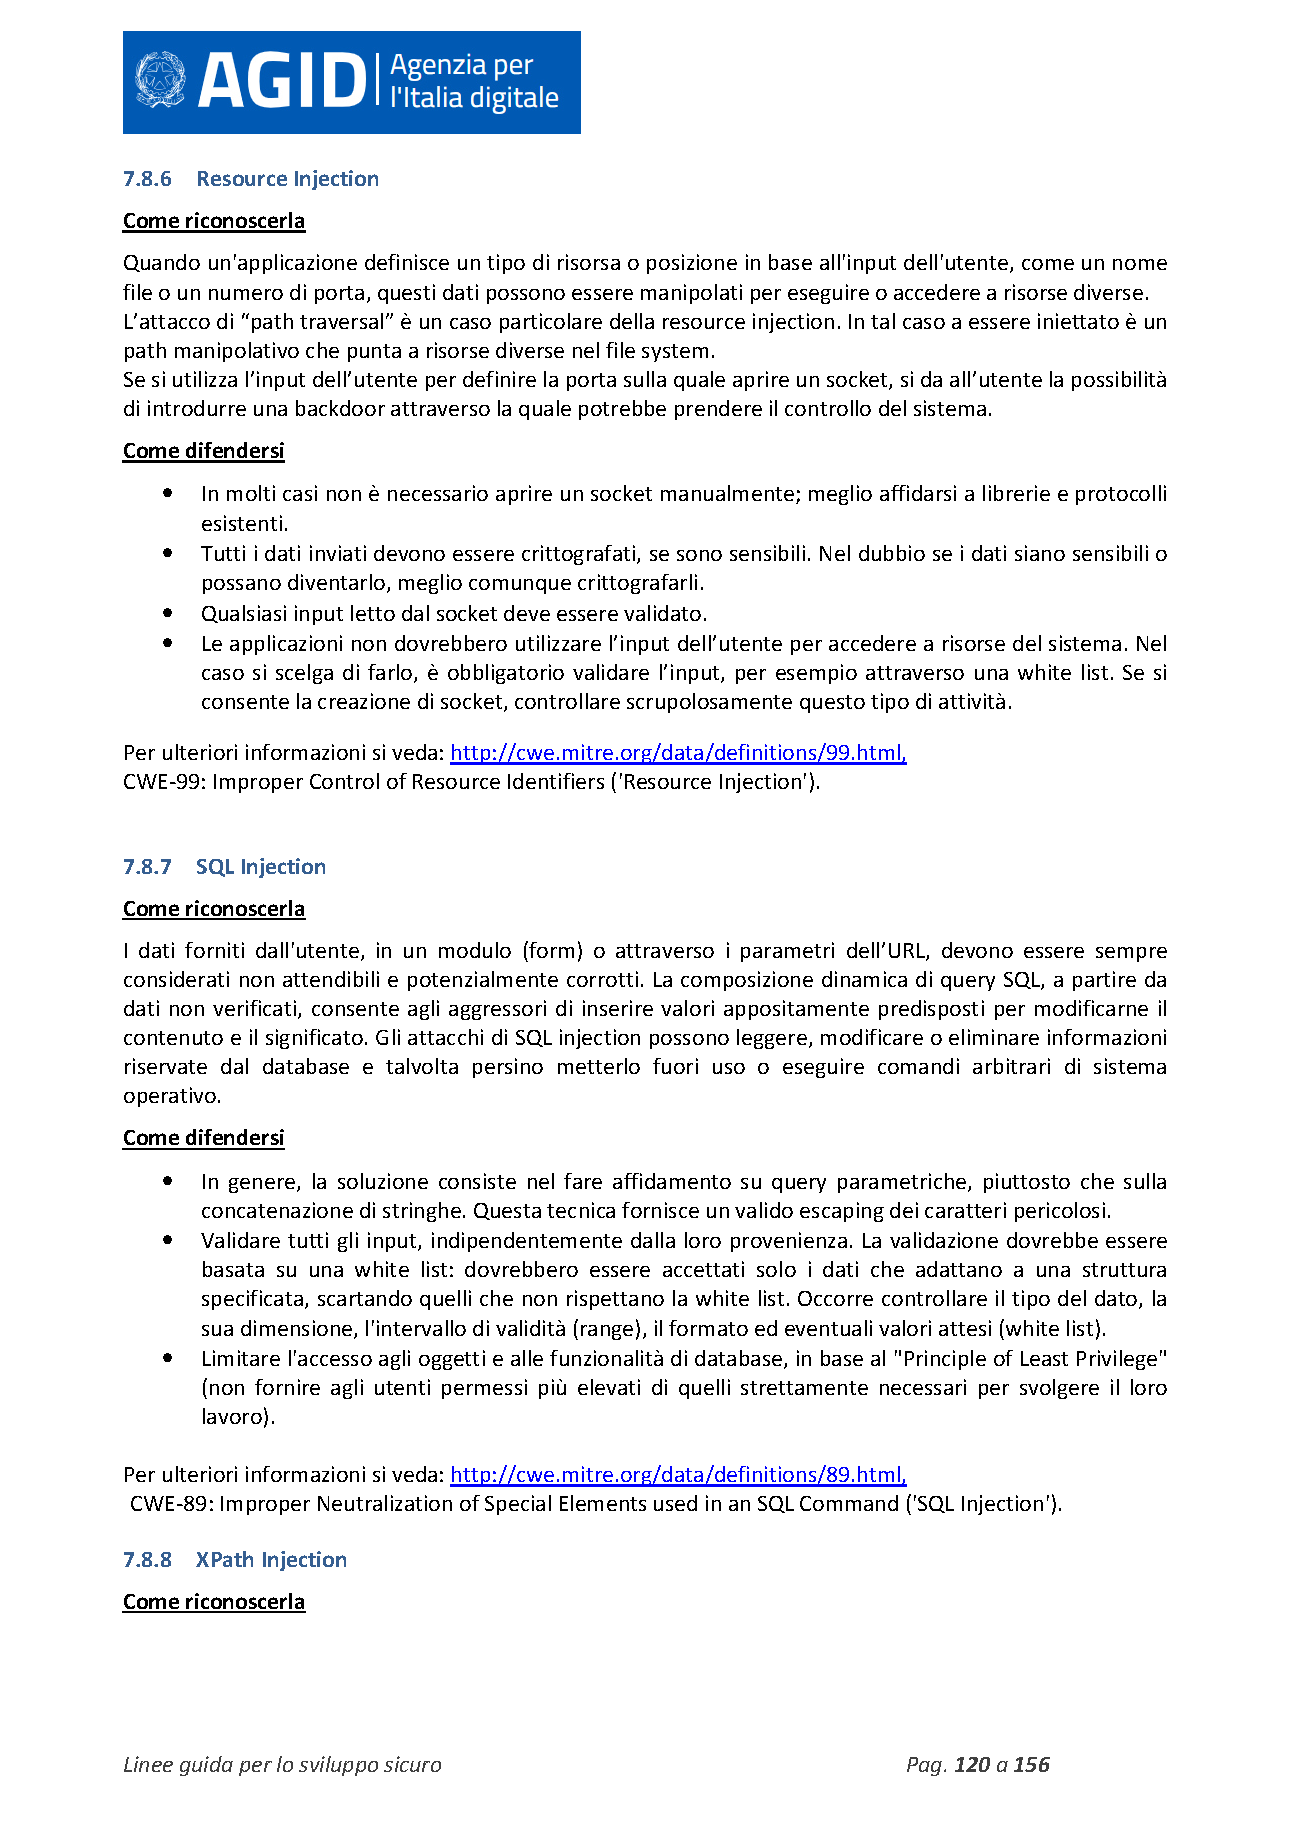 AGID
Agenzia per
l'Italia digitale
7.8.6 Resource Injection
Come riconoscerla
Quando un'applicazione definisce un tipo di risorsa o posizione in base all'input dell'utente, come un nome
file o un numero di porta, questi dati possono essere manipolati per eseguire o accedere a risorse diverse.
L’attacco di “path traversal” è un caso particolare della resource injection. In tal caso a essere iniettato è un
path manipolativo che punta a risorse diverse nel file system.
Se si utilizza l’input dell’utente per definire la porta sulla quale aprire un socket, si da all’utente la possibilità
di introdurre una backdoor attraverso la quale potrebbe prendere il controllo del sistema.
Come difendersi
• In molti casi non è necessario aprire un socket manualmente; meglio affidarsi a librerie e protocolli
esistenti.
• Tutti i dati inviati devono essere crittografati, se sono sensibili. Nel dubbio se i dati siano sensibili o
possano diventarlo, meglio comunque crittografarli.
• Qualsiasi input letto dal socket deve essere validato.
• Le applicazioni non dovrebbero utilizzare l’input dell’utente per accedere a risorse del sistema. Nel
caso si scelga di farlo, è obbligatorio validare l’input, per esempio attraverso una white list. Se si
consente la creazione di socket, controllare scrupolosamente questo tipo di attività.
Per ulteriori informazioni si veda: http://cwe.mitre.org/data/definitions/99.html,
CWE-99: Improper Control of Resource Identifiers ('Resource Injection').
7.8.7 SQL Injection
Come riconoscerla
I dati forniti dall'utente, in un modulo (form) o attraverso i parametri dell’URL, devono essere sempre
considerati non attendibili e potenzialmente corrotti. La composizione dinamica di query SQL, a partire da
dati non verificati, consente agli aggressori di inserire valori appositamente predisposti per modificarne il
contenuto e il significato. Gli attacchi di SQL injection possono leggere, modificare o eliminare informazioni
riservate dal database e talvolta persino metterlo fuori uso o eseguire comandi arbitrari di sistema
operativo.
Come difendersi
• In genere, la soluzione consiste nel fare affidamento su query parametriche, piuttosto che sulla
concatenazione di stringhe. Questa tecnica fornisce un valido escaping dei caratteri pericolosi.
• Validare tutti gli input, indipendentemente dalla loro provenienza. La validazione dovrebbe essere
basata su una white list: dovrebbero essere accettati solo i dati che adattano a una struttura
specificata, scartando quelli che non rispettano la white list. Occorre controllare il tipo del dato, la
sua dimensione, l'intervallo di validità (range), il formato ed eventuali valori attesi (white list).
• Limitare l'accesso agli oggetti e alle funzionalità di database, in base al "Principle of Least Privilege"
(non fornire agli utenti permessi più elevati di quelli strettamente necessari per svolgere il loro
lavoro).
Per ulteriori informazioni si veda: http://cwe.mitre.org/data/definitions/89.html,
CWE-89: Improper Neutralization of Special Elements used in an SQL Command ('SQL Injection').
7.8.8 XPath Injection
Come riconoscerla
Linee guida per lo sviluppo sicuro Pag. 120 a 156